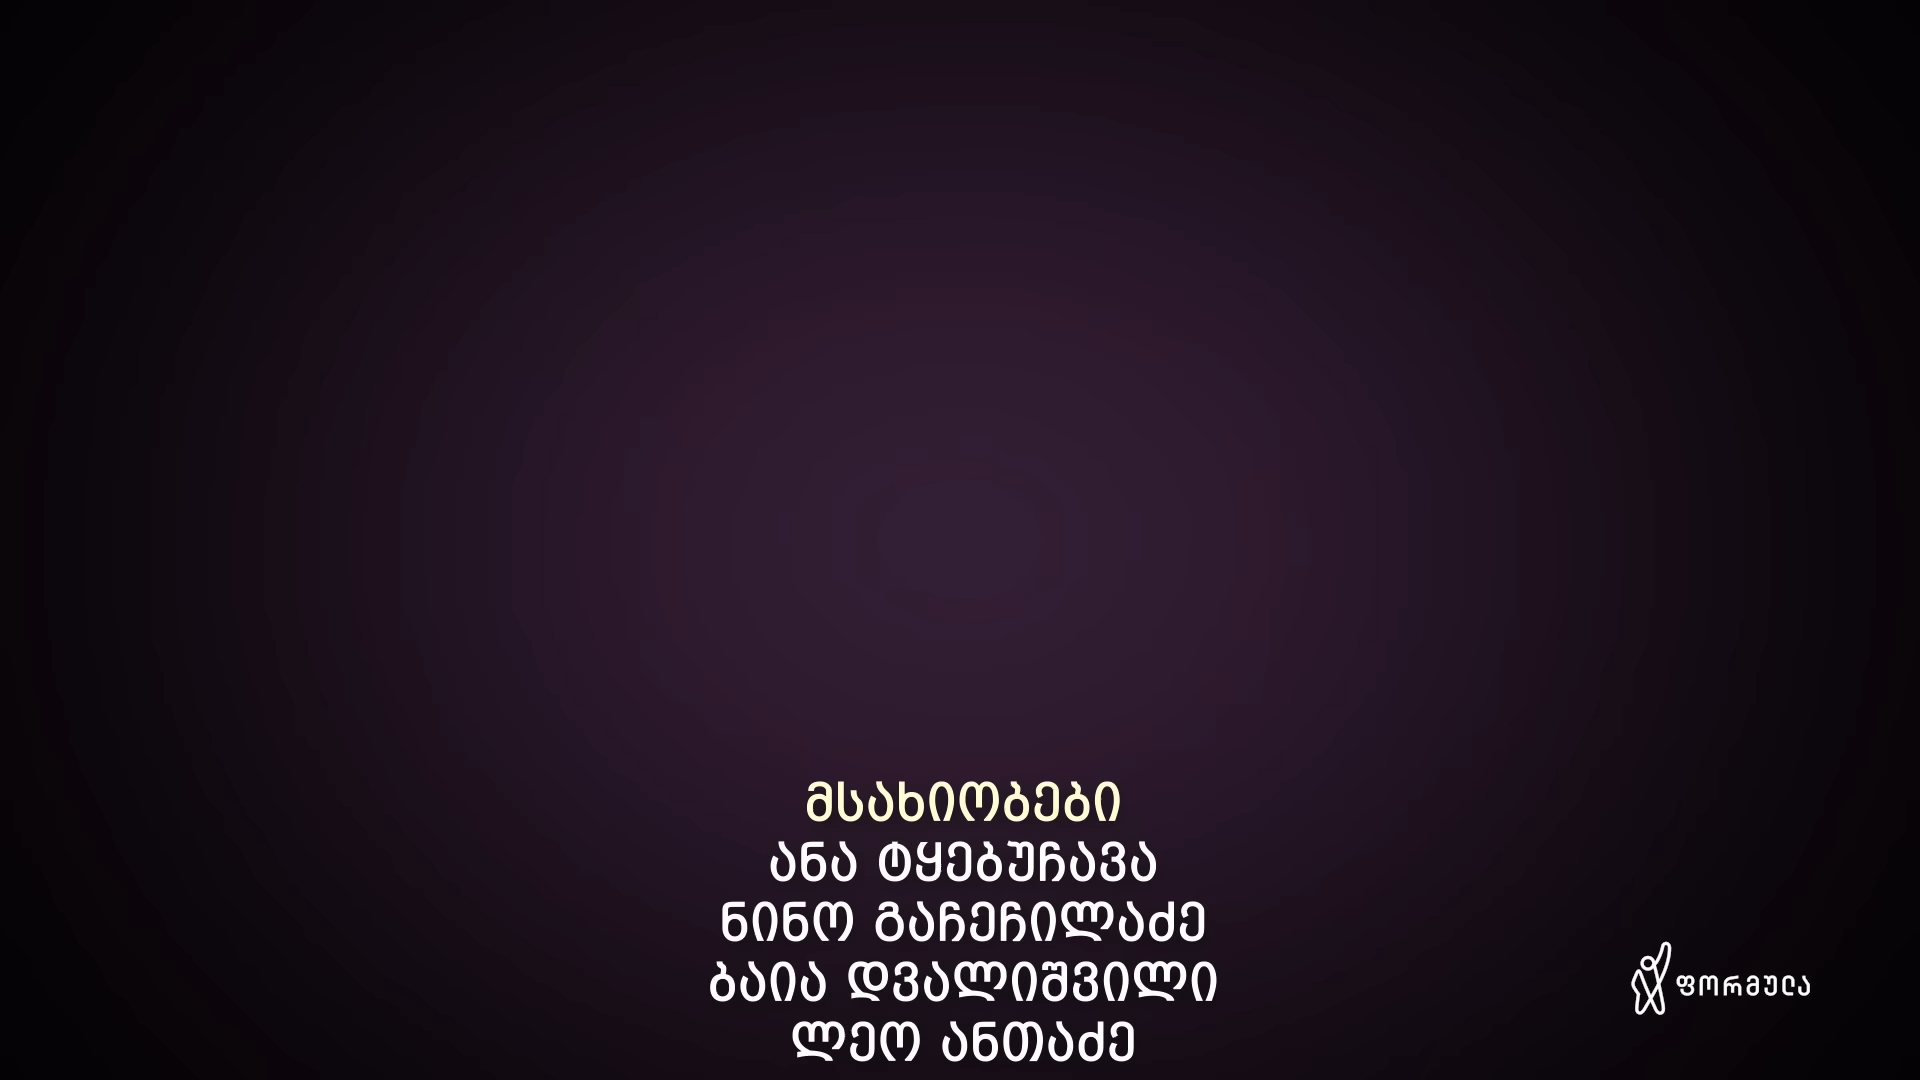 მსახიობები
ანა ტყებუჩავა
ნინო გაჩეჩილაძე
ბაია დვალიშვილი
ლეო ანთაძე
ფორმულა